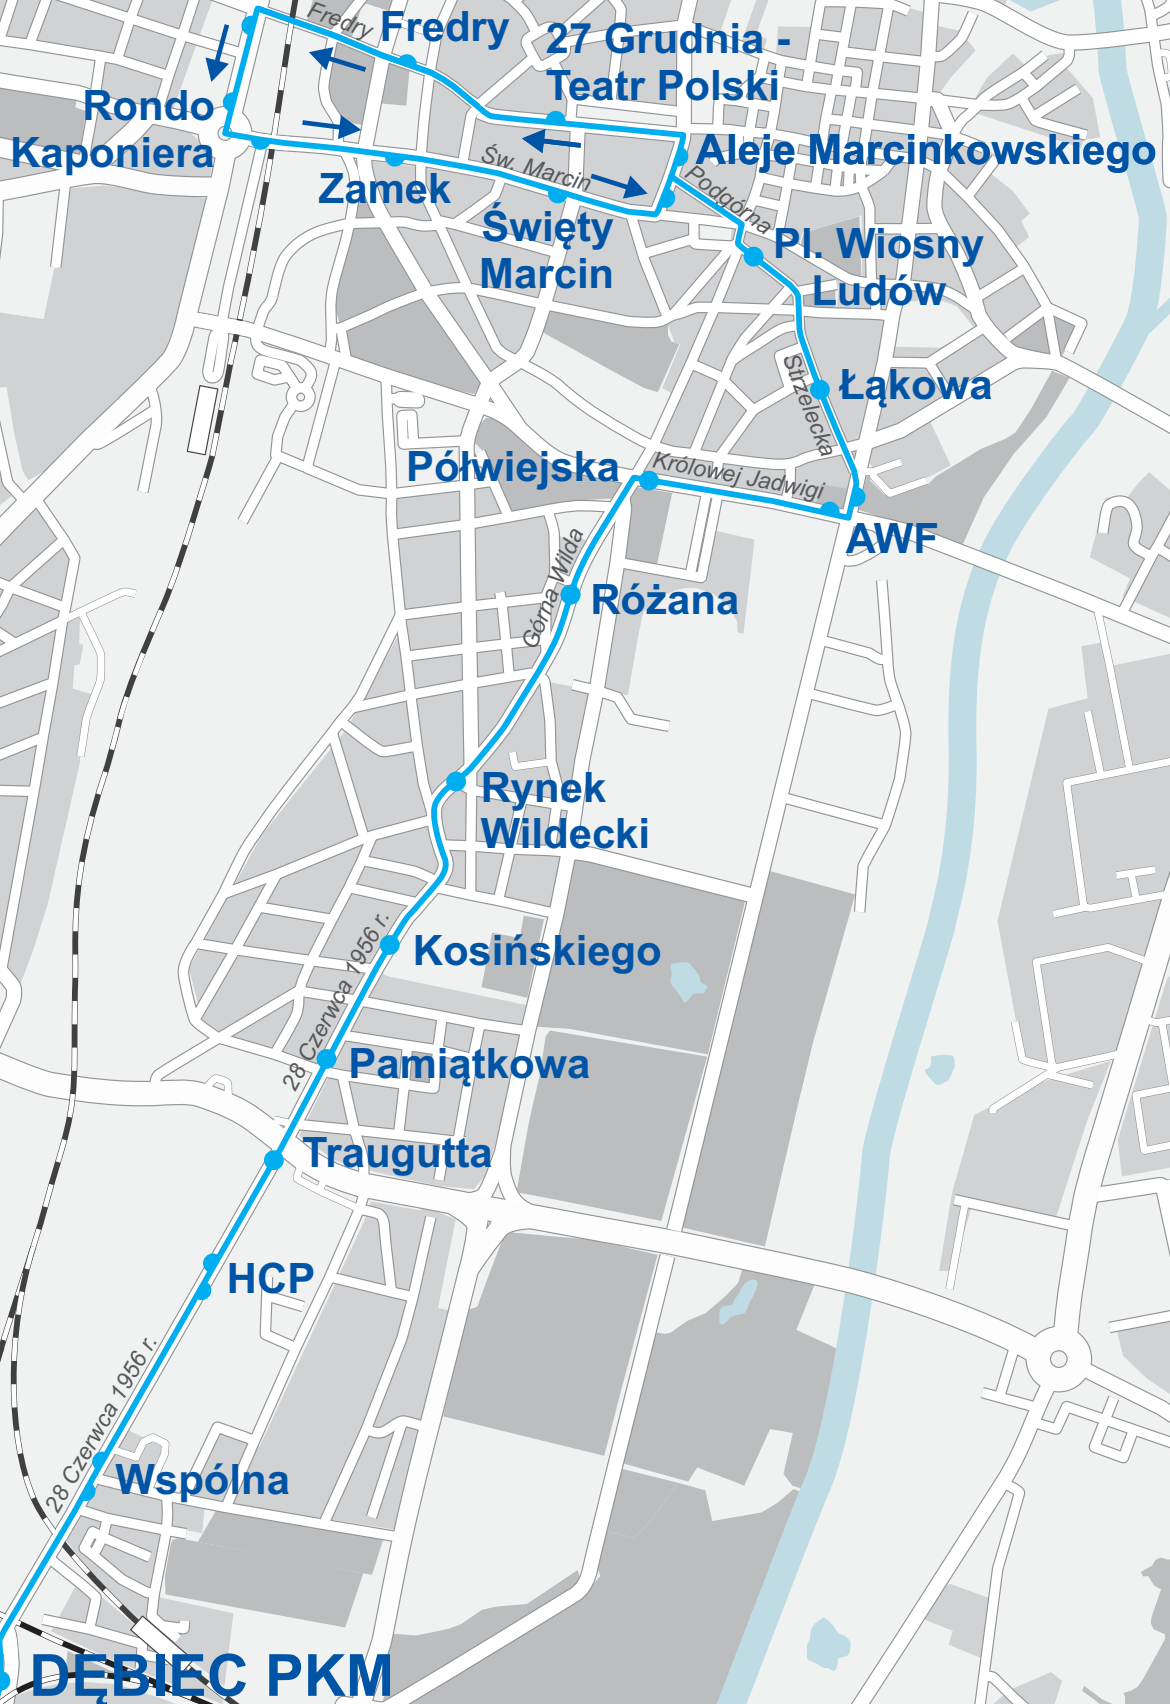 Fredry
Fredry
27 Grudnia -
Teatr Polski
Rondo
Kaponiera
Aleje Marcinkowskiego
Św. Marcin
Zamek
Podgórna
Święty
Marcin
Pl. Wiosny
Ludów
Strzelecka
Łąkowa
Półwiejska
Królowej Jadwigi
AWF
Górna Wilda
Różana
Rynek
Wildecki
28 Czerwca 1956 r.
Kosińskiego
Pamiątkowa
Traugutta
HCP
28 Czerwca 1956 r.
Wspólna
DĘBIEC PKM